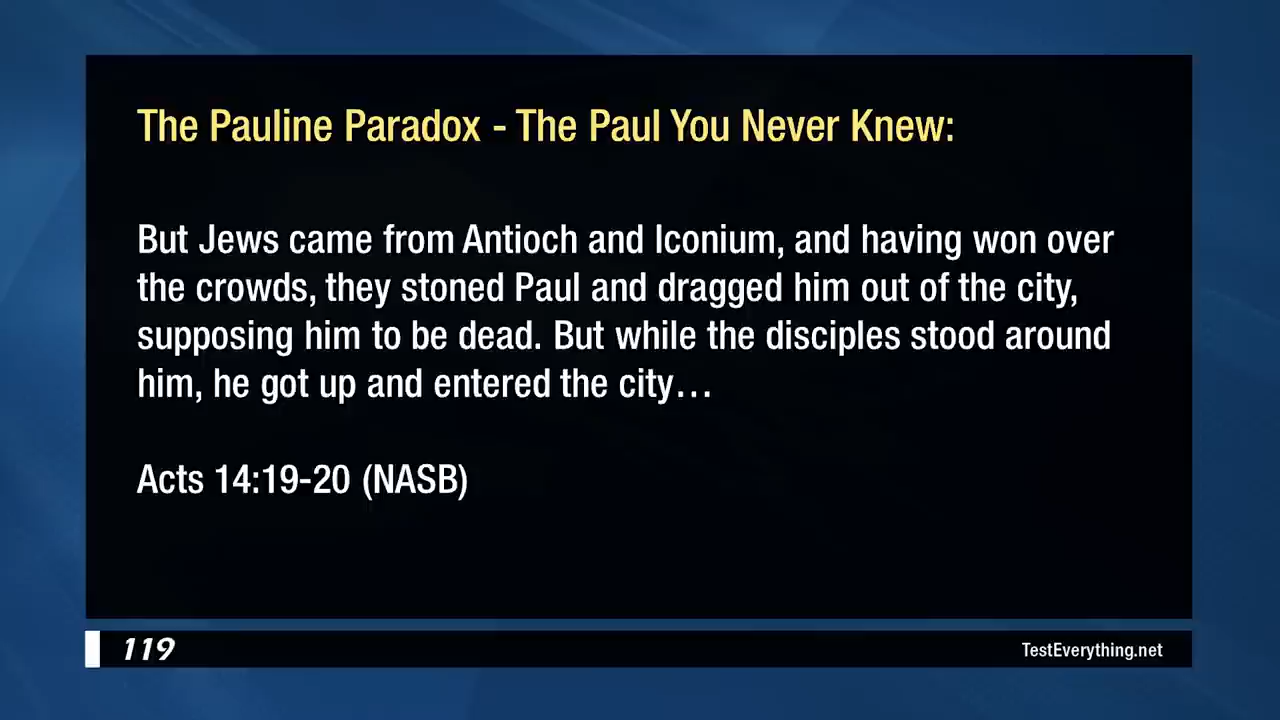 The Pauline Paradox - The Paul You Never Knew:
But Jews came from Antioch and Iconium, and having won over
the crowds, they stoned Paul and dragged him out of the city,
supposing him to be dead. But while the disciples stood around
him, he got up and entered the city…
Acts 14:19-20 (NASB)
119
TestEverything.net